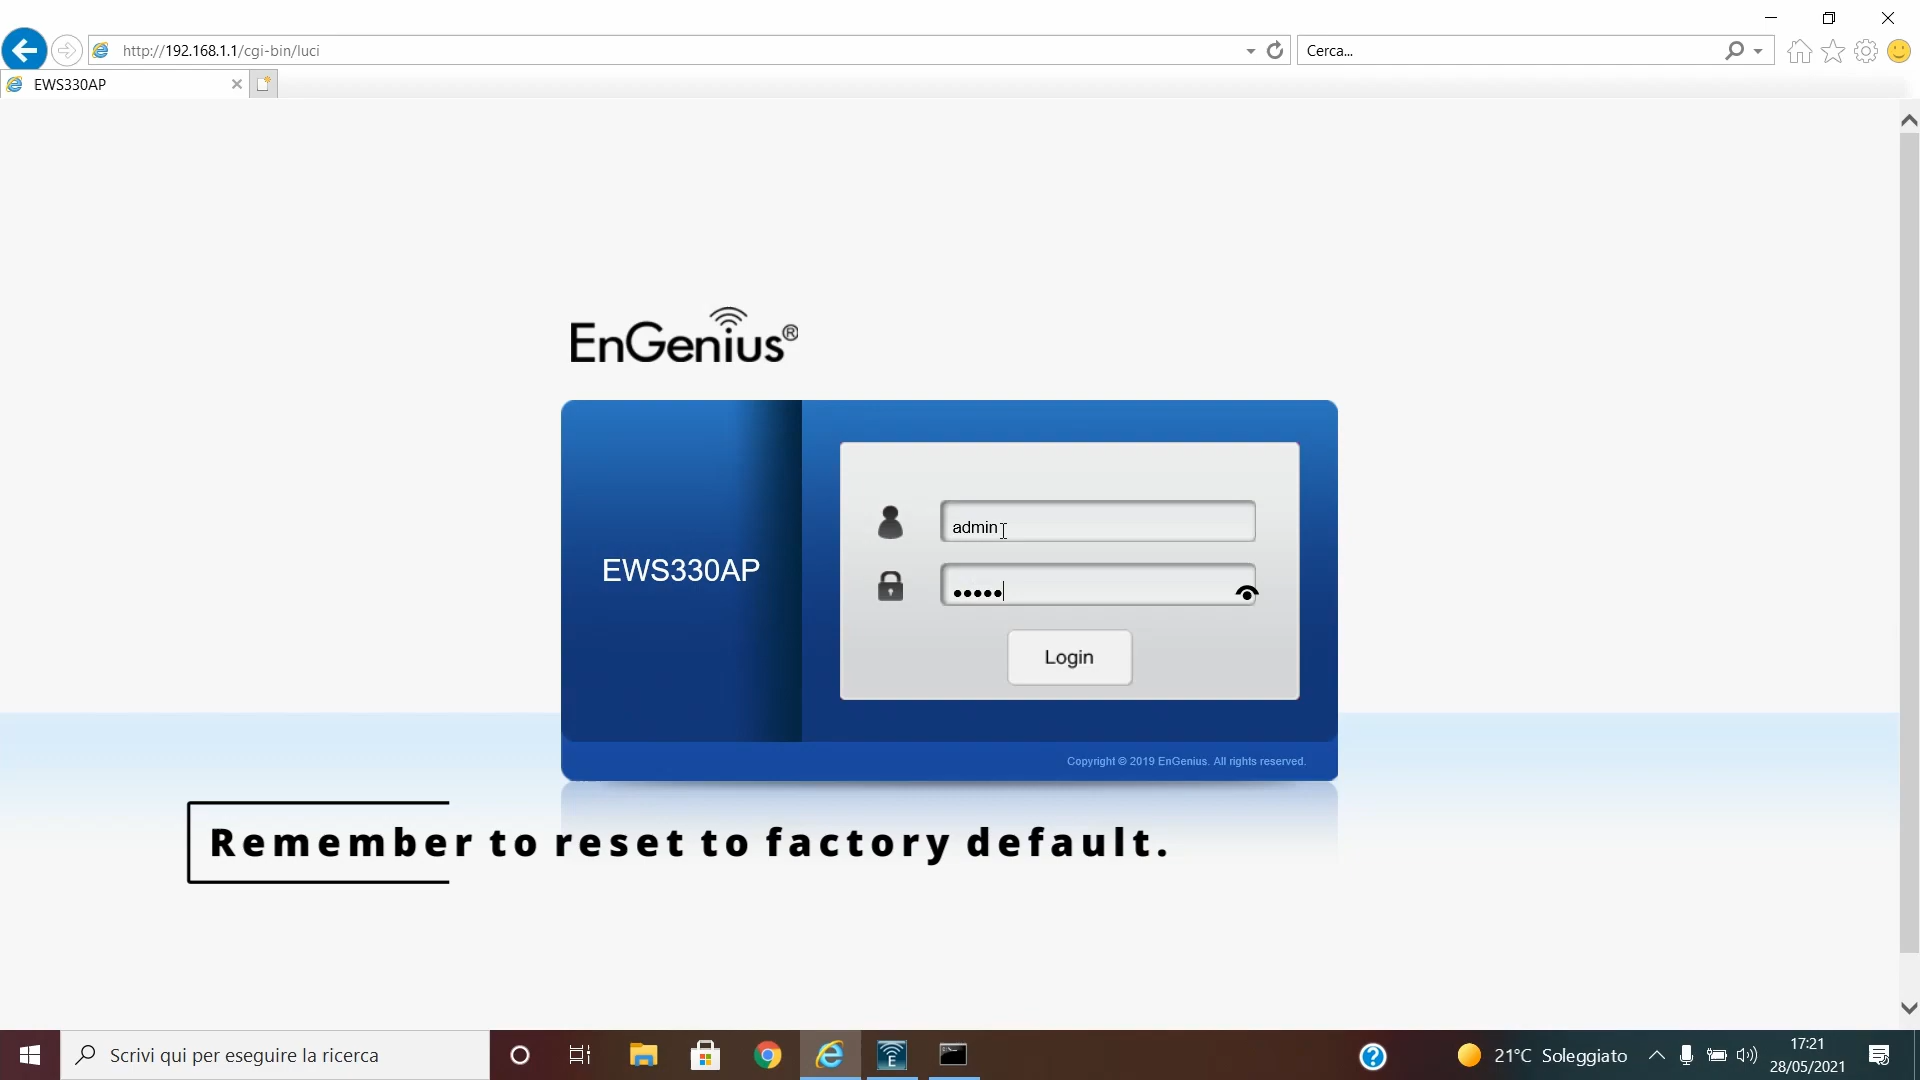 http://192.168.1.1/cgi-bin/luci
Cerca...
EWS330AP
EnGenius®
admin
EWS330AP
Login
Copyright © 2019 EnGenius. All rights reserved.
Remember to reset to factory default.
Scrivi qui per eseguire la ricerca
21°C Soleggiato
17:21
28/05/2021